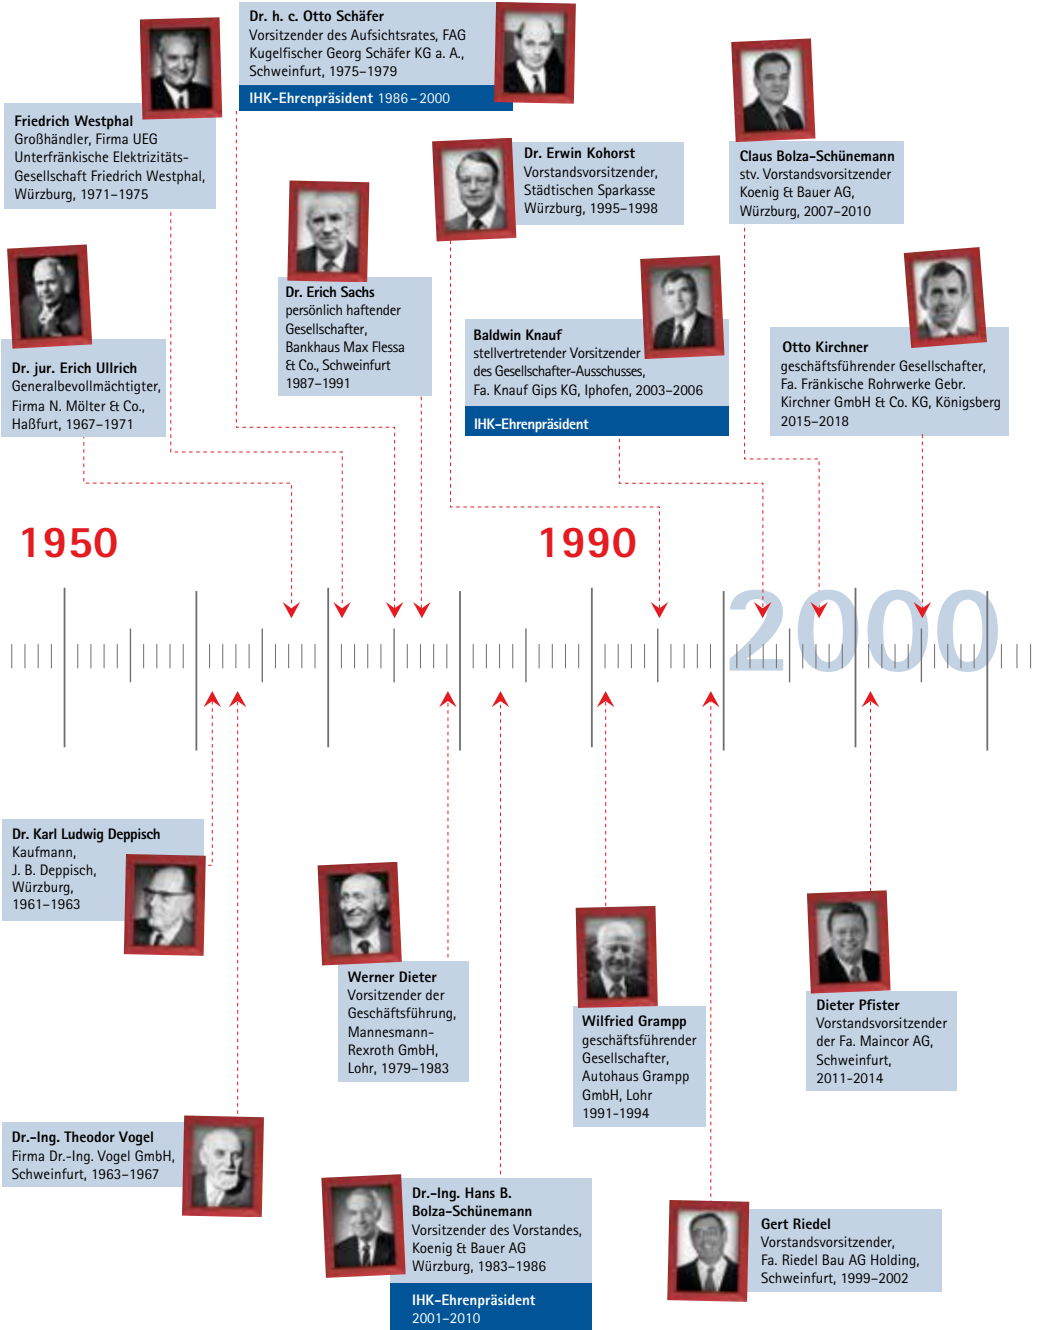 Dr. h. c. Otto Schäfer
Vorsitzender des Aufsichtsrates, FAG
Kugelfischer Georg Schäfer KG a. A.,
Schweinfurt, 1975–1979
IHK-Ehrenpräsident 1986–2000
Friedrich Westphal
Großhändler, Firma UEG
Unterfränkische Elektrizitäts-
Gesellschaft Friedrich Westphal,
Würzburg, 1971–1975
Dr. Erwin Kohorst
Vorstandsvorsitzender,
Städtischen Sparkasse
Würzburg, 1995–1998
Claus Bolza-Schünemann
stv. Vorstandsvorsitzender
Koenig & Bauer AG,
Würzburg, 2007–2010
Dr. jur. Erich Ullrich
Generalbevollmächtigter,
Firma N. Mölter & Co.,
Haßfurt, 1967–1971
Dr. Erich Sachs
persönlich haftender
Gesellschafter,
Bankhaus Max Flessa
& Co., Schweinfurt
1987–1991
Baldwin Knauf
stellvertretender Vorsitzender
des Gesellschafter-Ausschusses,
Fa. Knauf Gips KG, Iphofen, 2003–2006
IHK-Ehrenpräsident
Otto Kirchner
geschäftsführender Gesellschafter,
Fa. Fränkische Rohrwerke Gebr.
Kirchner GmbH & Co. KG, Königsberg
2015–2018
1950
1990
2000
Dr. Karl Ludwig Deppisch
Kaufmann,
J. B. Deppisch,
Würzburg,
1961–1963
Werner Dieter
Vorsitzender der
Geschäftsführung,
Mannesmann-
Rexroth GmbH,
Lohr, 1979–1983
Wilfried Grampp
geschäftsführender
Gesellschafter,
Autohaus Grampp
GmbH, Lohr
1991-1994
Dieter Pfister
Vorstandsvorsitzender
der Fa. Maincor AG,
Schweinfurt,
2011-2014
Dr.-Ing. Theodor Vogel
Firma Dr.-Ing. Vogel GmbH,
Schweinfurt, 1963–1967
Dr.-Ing. Hans B.
Bolza-Schünemann
Vorsitzender des Vorstandes,
Koenig & Bauer AG
Würzburg, 1983–1986
IHK-Ehrenpräsident
2001–2010
Gert Riedel
Vorstandsvorsitzender,
Fa. Riedel Bau AG Holding,
Schweinfurt, 1999–2002